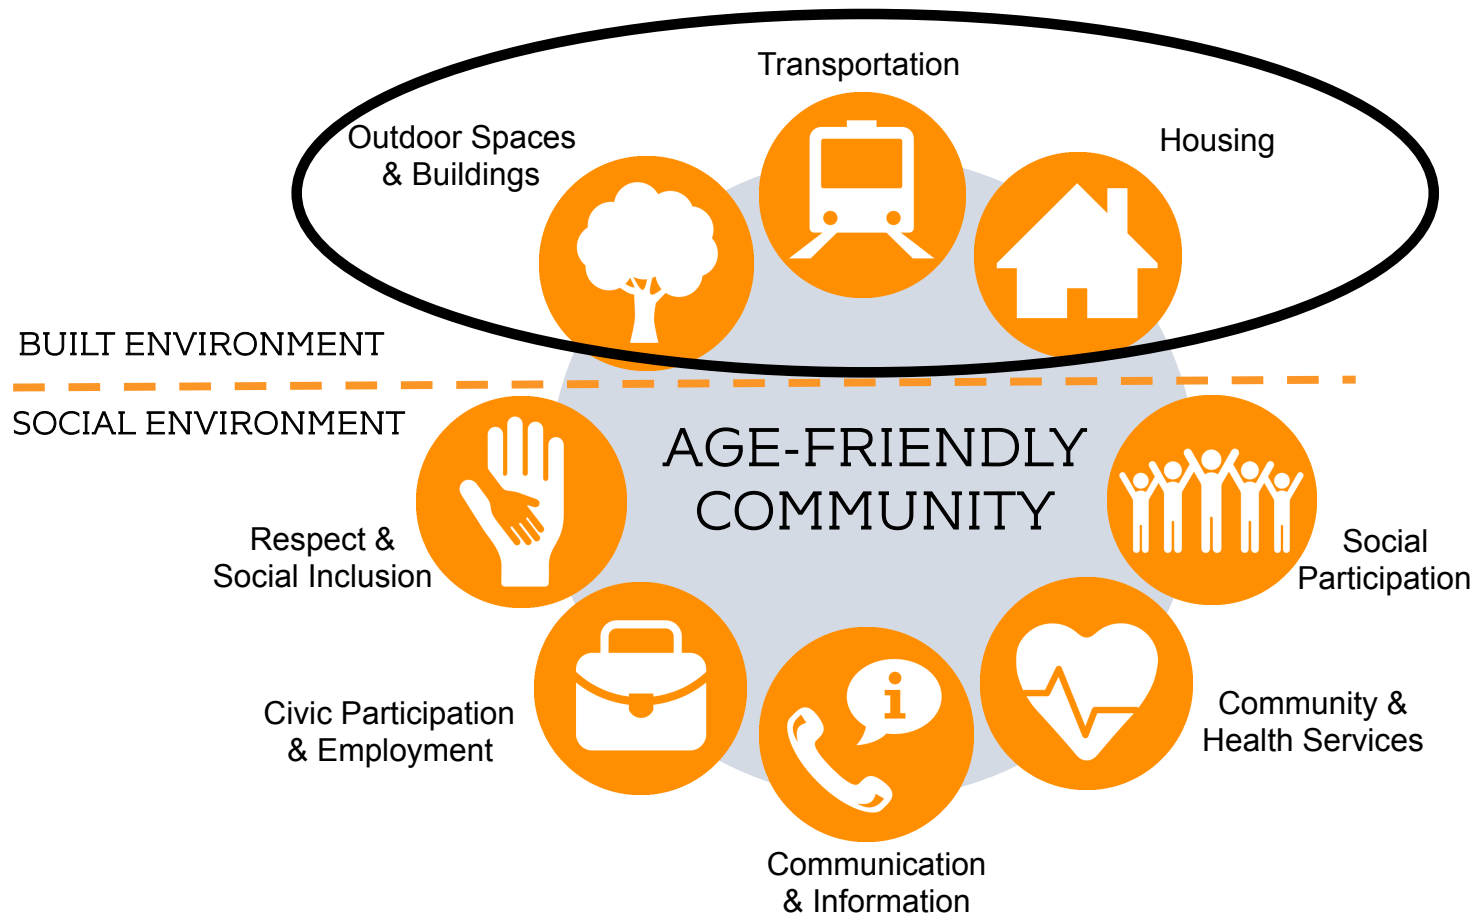 Transportation
Outdoor Spaces
& Buildings
Housing
BUILT ENVIRONMENT
SOCIAL ENVIRONMENT
AGE-FRIENDLY
COMMUNITY
Respect &
Social Inclusion
Social
Participation
Civic Participation
& Employment
i
Community &
Health Services
Communication
& Information